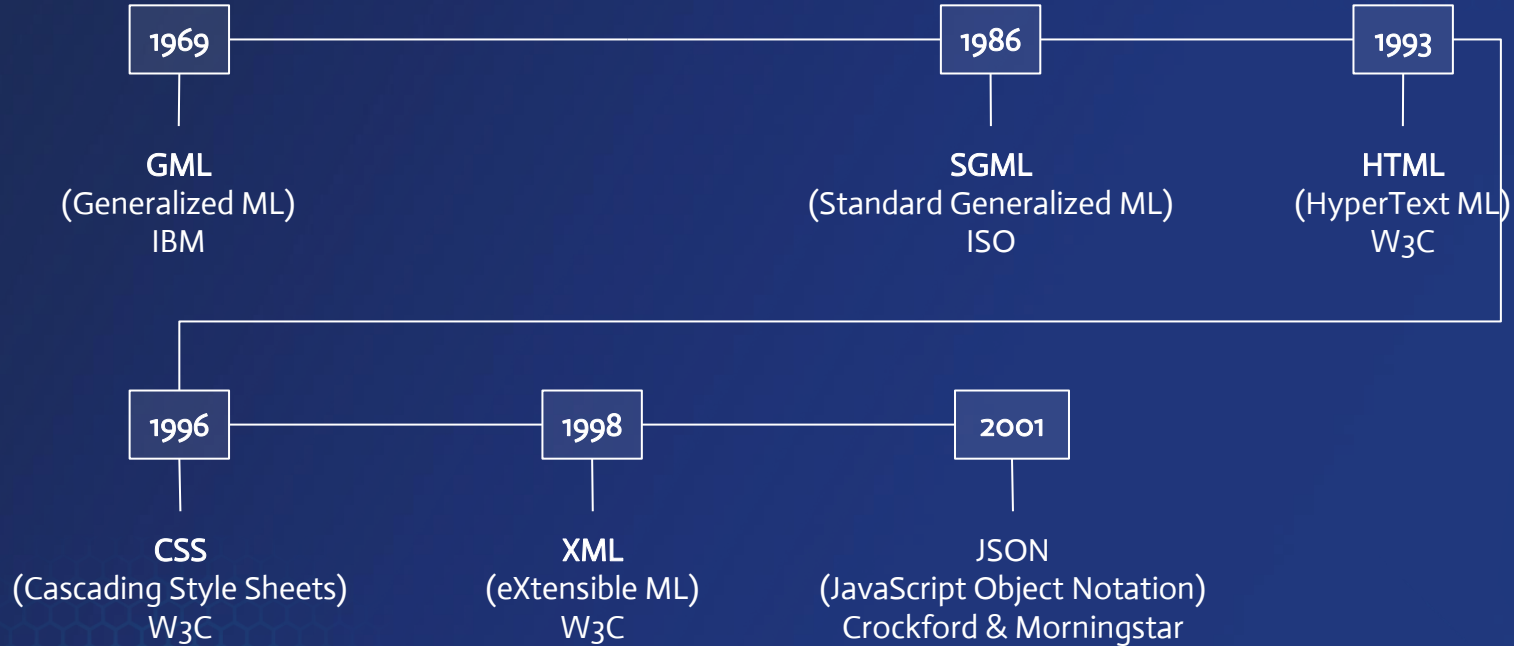 1969
GML
(Generalized ML)
IBM
1986
SGML
(Standard Generalized ML)
ISO
1993
HTML
(HyperText ML)
W3C
1996
CSS
(Cascading Style Sheets)
W3C
1998
XML
(eXtensible ML)
W3C
2001
JSON
(JavaScript Object Notation)
Crockford & Morningstar